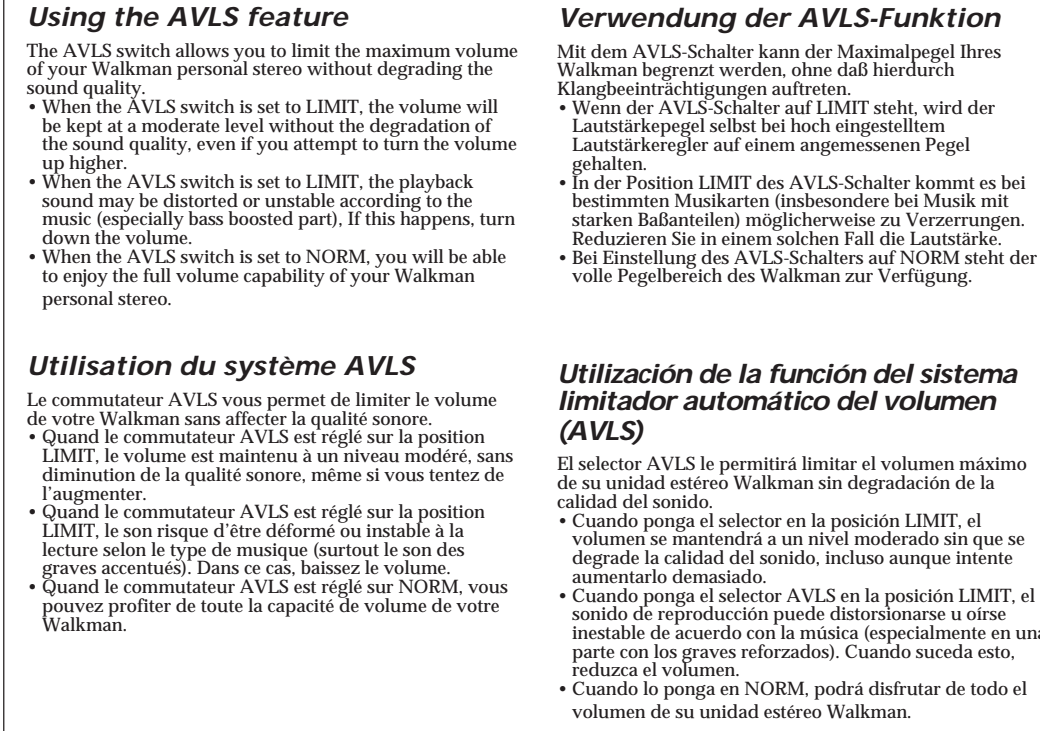 Using the AVLS feature
The AVLS switch allows you to limit the maximum volume
of your Walkman personal stereo without degrading the
sound quality.
• When the AVLS switch is set to LIMIT, the volume will
be kept at a moderate level without the degradation of
the sound quality, even if you attempt to turn the volume
up higher.
• When the AVLS switch is set to LIMIT, the playback
sound may be distorted or unstable according to the
music (especially bass boosted part), If this happens, turn
down the volume.
• When the AVLS switch is set to NORM, you will be able
to enjoy the full volume capability of your Walkman
personal stereo.
Utilisation du système AVLS
Le commutateur AVLS vous permet de limiter le volume
de votre Walkman sans affecter la qualité sonore.
• Quand le commutateur AVLS est réglé sur la position
LIMIT, le volume est maintenu à un niveau modéré, sans
diminution de la qualité sonore, même si vous tentez de
l'augmenter.
• Quand le commutateur AVLS est réglé sur la position
LIMIT, le son risque d'être déformé ou instable à la
lecture selon le type de musique (surtout le son des
graves accentués). Dans ce cas, baissez le volume.
• Quand le commutateur AVLS est réglé sur NORM, vous
pouvez profiter de toute la capacité de volume de votre
Walkman.
Verwendung der AVLS-Funktion
Mit dem AVLS-Schalter kann der Maximalpegel Ihres
Walkman begrenzt werden, ohne daß hierdurch
Klangbeeinträchtigungen auftreten.
• Wenn der AVLS-Schalter auf LIMIT steht, wird der
Lautstärkepegel selbst bei hoch eingestelltem
Lautstärkeregler auf einem angemessenen Pegel
gehalten.
• In der Position LIMIT des AVLS-Schalter kommt es bei
bestimmten Musikarten (insbesondere bei Musik mit
starken Baßanteilen) möglicherweise zu Verzerrungen.
Reduzieren Sie in einem solchen Fall die Lautstärke.
• Bei Einstellung des AVLS-Schalters auf NORM steht der
volle Pegelbereich des Walkman zur Verfügung.
Utilización de la función del sistema
limitador automático del volumen
(AVLS)
El selector AVLS le permitirá limitar el volumen máximo
de su unidad estéreo Walkman sin degradación de la
calidad del sonido.
• Cuando ponga el selector en la posición LIMIT, el
volumen se mantendrá a un nivel moderado sin que se
degrade la calidad del sonido, incluso aunque intente
aumentarlo demasiado.
• Cuando ponga el selector AVLS en la posición LIMIT, el
sonido de reproducción puede distorsionarse u oírse
inestable de acuerdo con la música (especialmente en una
parte con los graves reforzados). Cuando suceda esto,
reduzca el volumen.
• Cuando lo ponga en NORM, podrá disfrutar de todo el
volumen de su unidad estéreo Walkman.